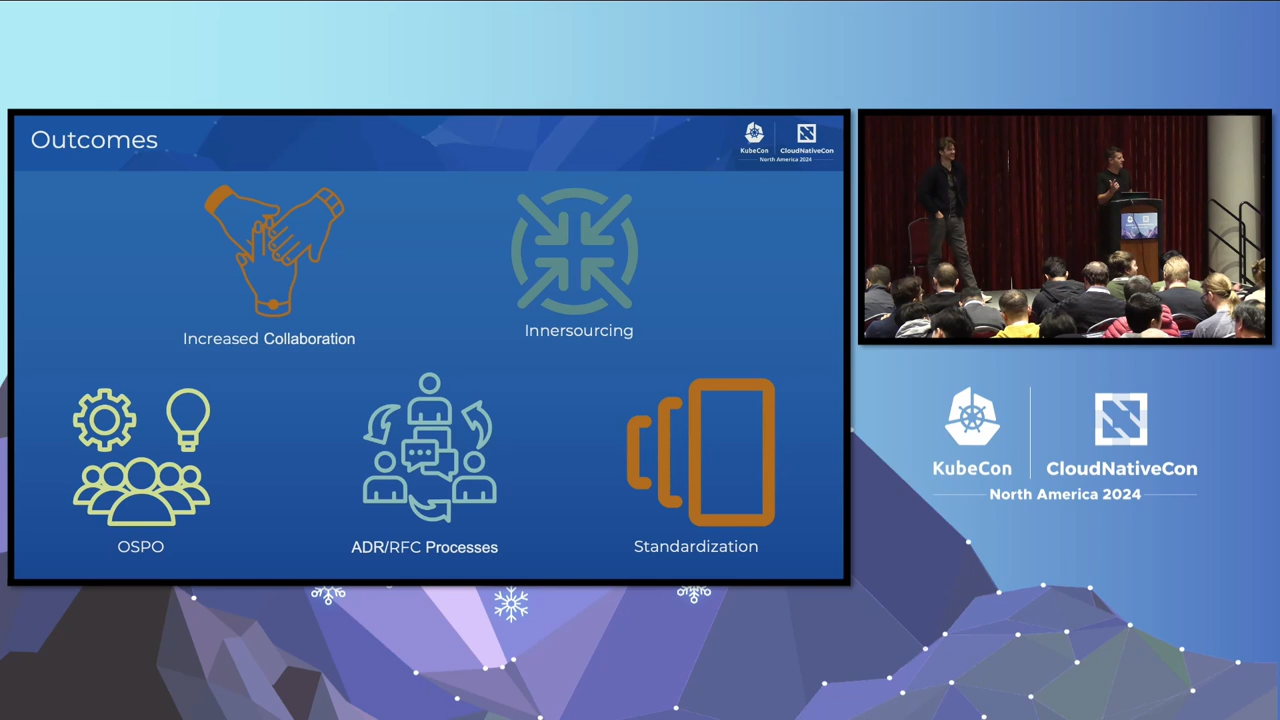 Outcomes
KubeCon
CloudNativeCon
North America 2024
Increased Collaboration
Innersourcing
OSPO
ADR/RFC Processes
Standardization
KubeCon
CloudNativeCon
North America 2024